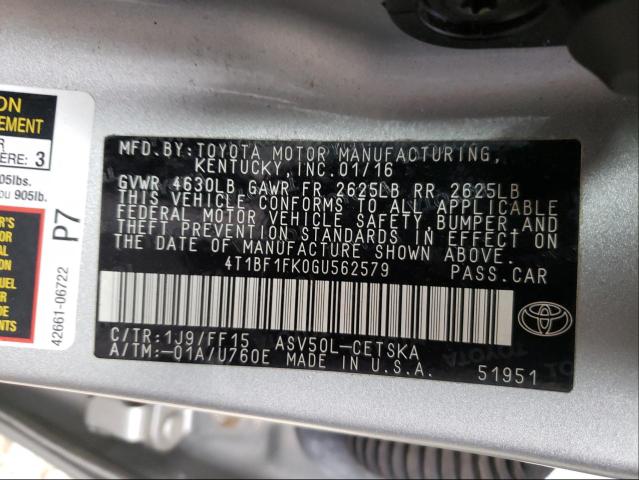 ON
EMENT
R
ÈRE: 3
905lbs.
905lb.
P7
42661-06722
MFD.BY:TOYOTA MOTOR MANUFACTURING,
KENTUCKY, INC.01/16
GVWR 4630LB GAWR FR 2625LB RR 2625LB
THIS VEHICLE CONFORMS TO ALL APPLICABLE
FEDERAL MOTOR VEHICLE SAFETY,BUMPER,AND
THEFT PREVENTION STANDARDS IN EFFECT ON
THE DATE OF MANUFACTURE SHOWN ABOVE.
4T1BF1FK0GU562579 PASS.CAR
C/TR:1J9/FF15 ASV50L-CETSKA
A/TM:-01A/U760E MADE IN U.S.A.
51951